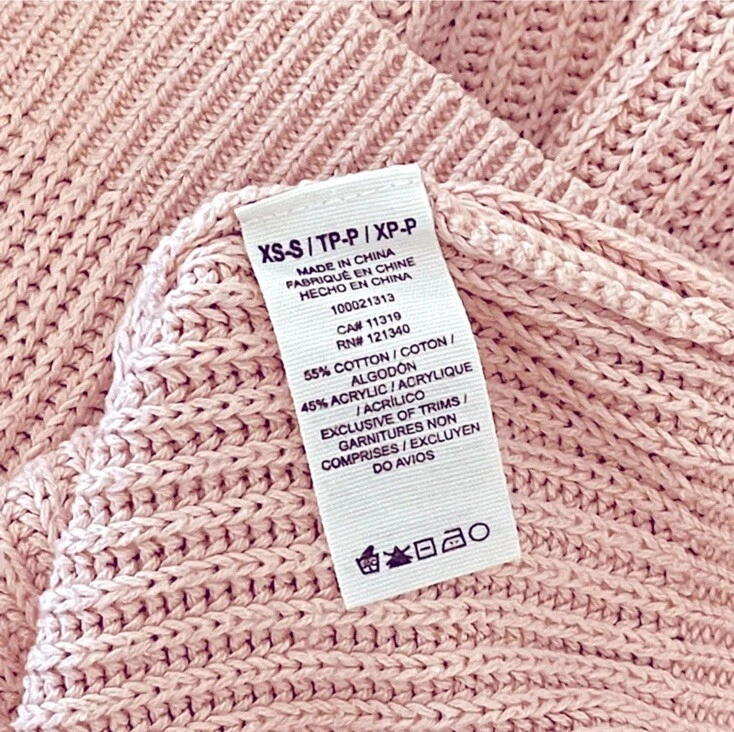 XS-S / TP-P / XP-P
MADE IN CHINA
FABRIQUÉ EN CHINE
HECHO EN CHINA
100021313
CA# 11319
RN# 121340
55% COTTON / COTON /
ALGODÓN
45% ACRYLIC / ACRYLIQUE
/ ACRÍLICO
EXCLUSIVE OF TRIMS /
GARNITURES NON
COMPRISES / EXCLUYEN
DO AVIOS